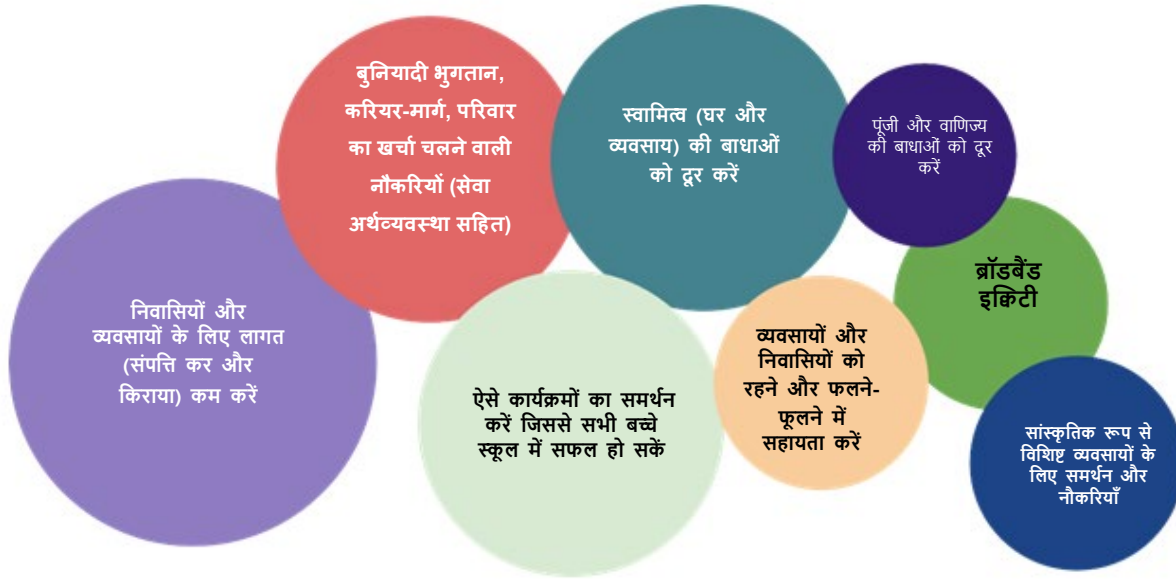 बुनियादी भुगतान,
करियर-मार्ग, परिवार
का खर्चा चलने वाली
नौकरियों (सेवा
अर्थव्यवस्था सहित)
स्वामित्व (घर और
व्यवसाय) की बाधाओं
को दूर करें
पूंजी और वाणिज्य
की बाधाओं को दूर
करें
ब्रॉडबैंड
इक्विटी
निवासियों और
व्यवसायों के लिए लागत
(संपत्ति कर और
किराया) कम करें
ऐसे कार्यक्रमों का समर्थन
करें जिससे सभी बच्चे
स्कूल में सफल हो सकें
व्यवसायों और
निवासियों को
रहने और फलने-
फूलने में
सहायता करें
सांस्कृतिक रूप से
विशिष्ट व्यवसायों के
लिए समर्थन और
नौकरियाँ